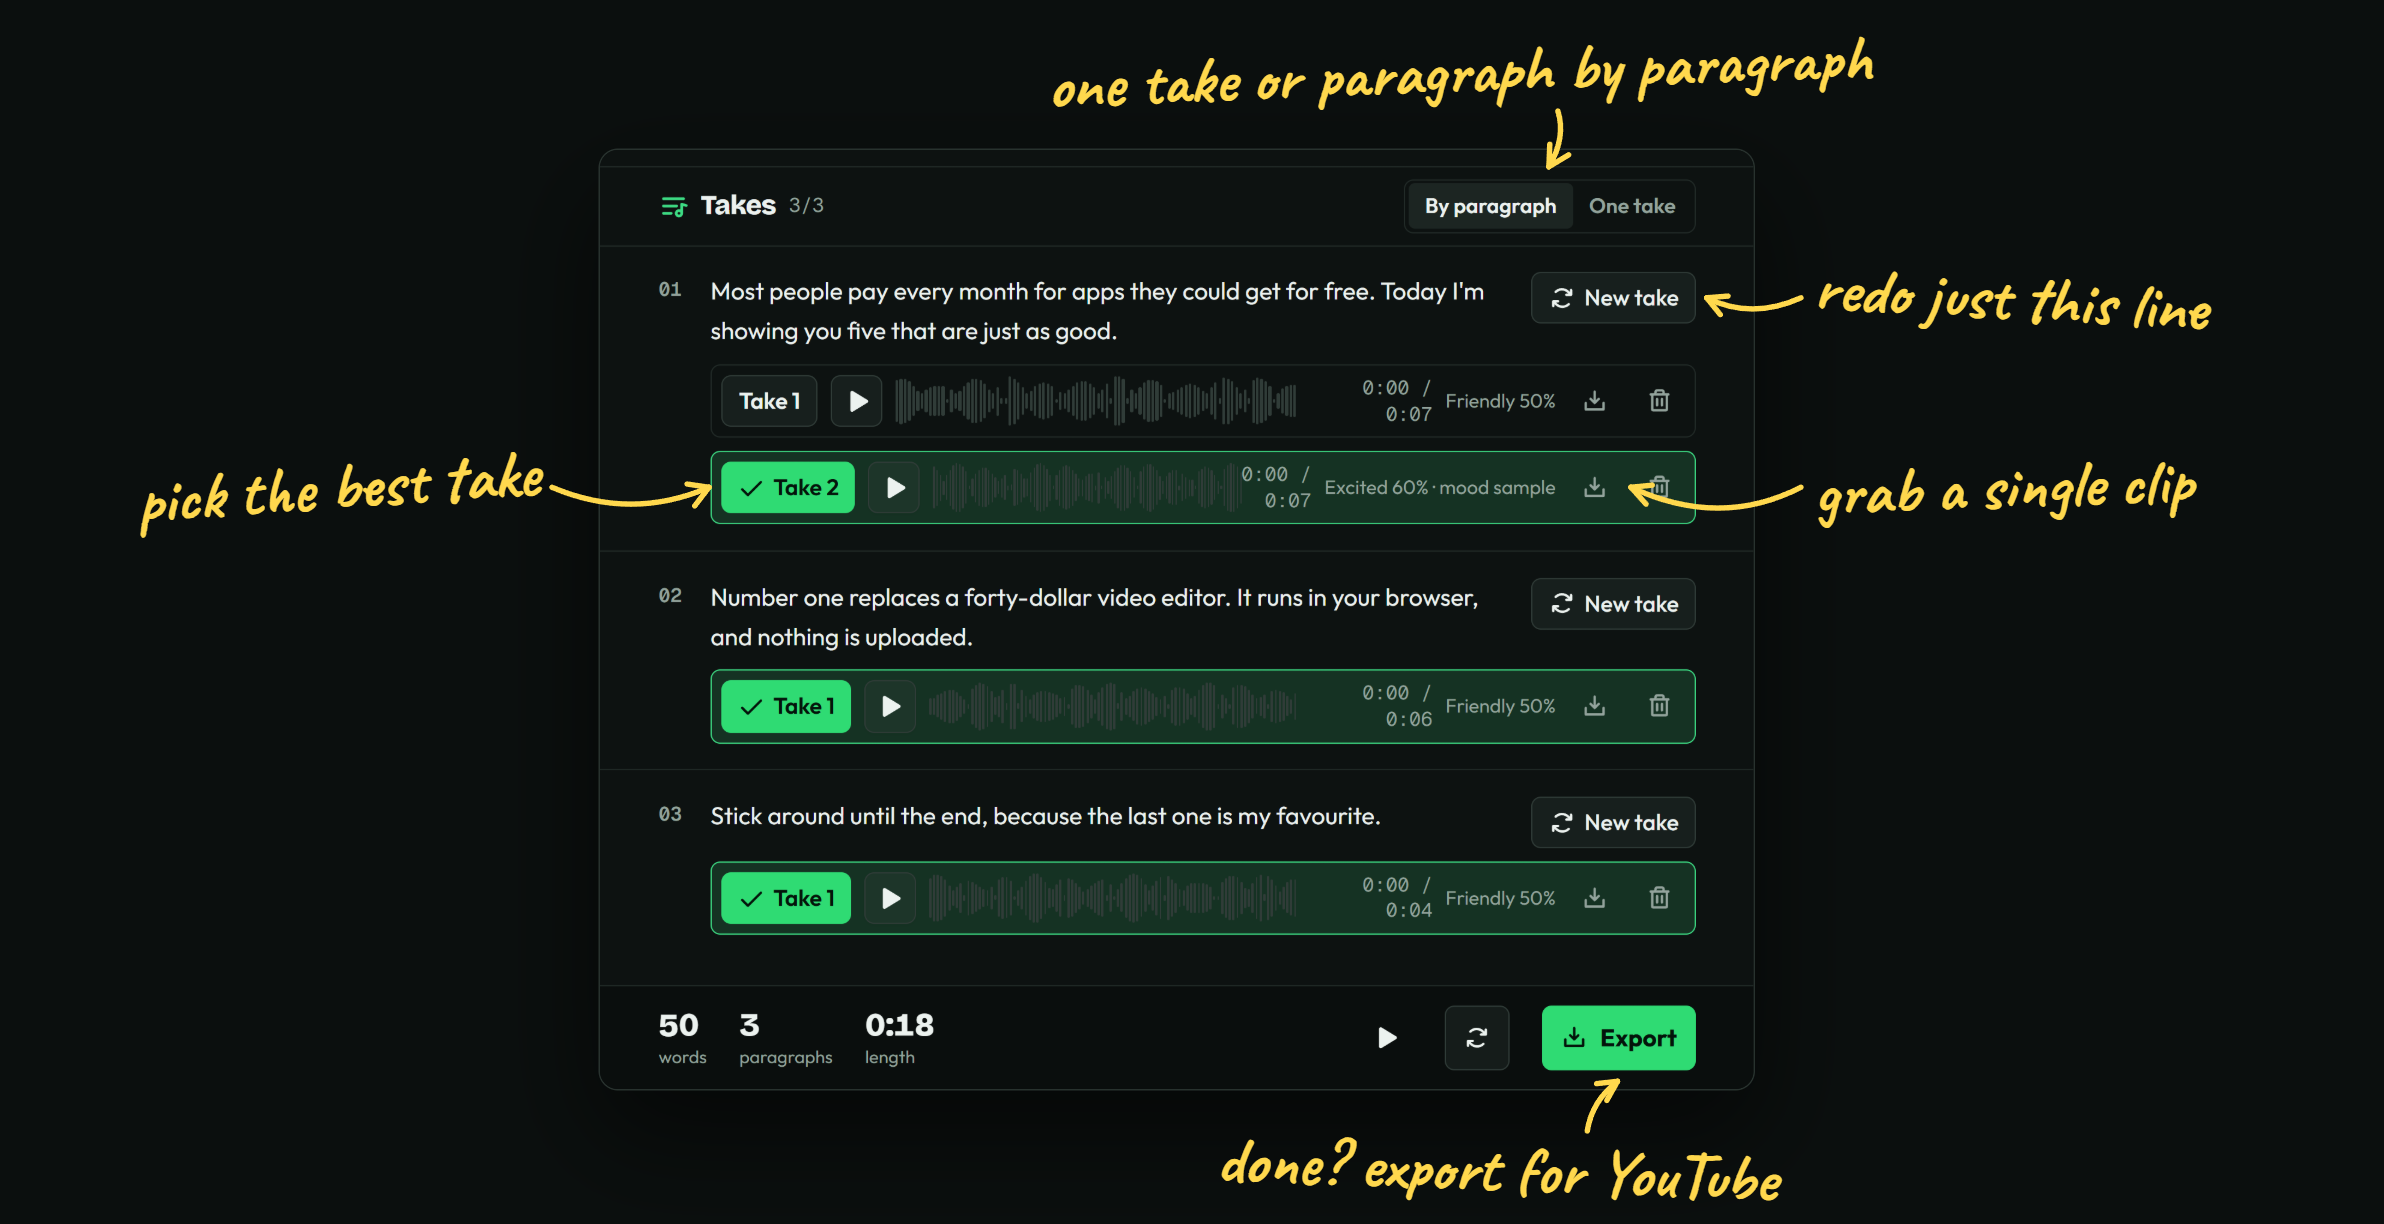 one take or paragraph by paragraph
Takes 3/3
By paragraph One take
01 Most people pay every month for apps they could get for free. Today I'm
showing you five that are just as good.
New take
redo just this line
Take 1 0:00 /
0:07 Friendly 50%
pick the best take
Take 2 0:00 /
0:07 Excited 60% · mood sample
grab a single clip
02 Number one replaces a forty-dollar video editor. It runs in your browser,
and nothing is uploaded.
New take
Take 1 0:00 /
0:06 Friendly 50%
03 Stick around until the end, because the last one is my favourite.
New take
Take 1 0:00 /
0:04 Friendly 50%
50 3 0:18
words paragraphs length
Export
done? export for YouTube